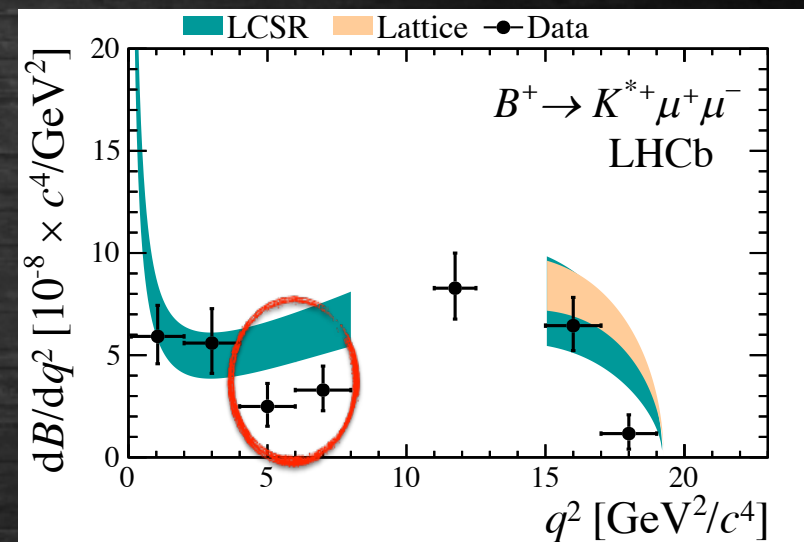 LCSR Lattice Data
dB/dq² [10⁻⁸ × c⁴/GeV²]
20
15
10
5
0
B⁺ → K*⁺μ⁺μ⁻
LHCb
0 5 10 15 20
q² [GeV²/c⁴]